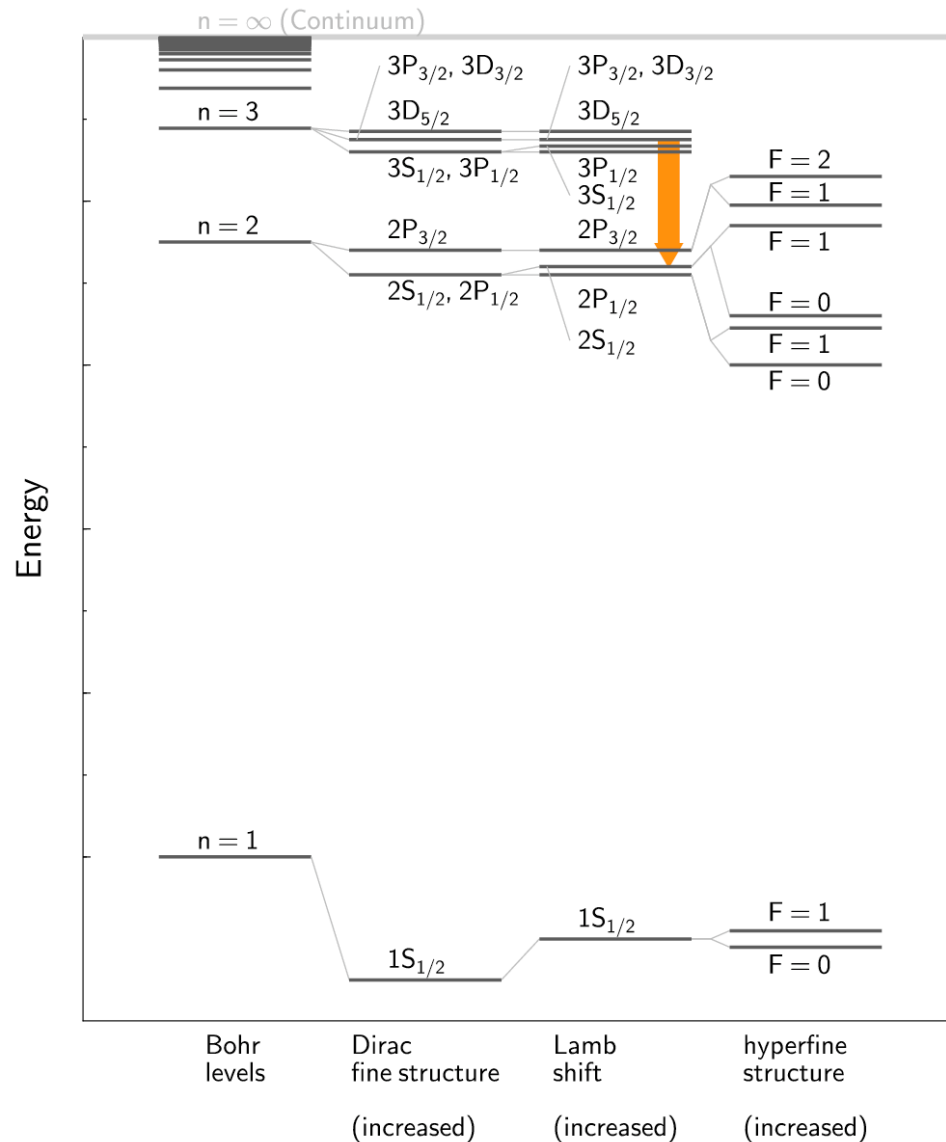 n = ∞ (Continuum)
3P3/2, 3D3/2
3P3/2, 3D3/2
n = 3
3D5/2
3D5/2
3S1/2, 3P1/2
3P1/2
3S1/2
F = 2
F = 1
n = 2
2P3/2
2P3/2
F = 1
2S1/2, 2P1/2
2P1/2
F = 0
2S1/2
F = 1
F = 0
Energy
n = 1
1S1/2
1S1/2
F = 1
F = 0
Bohr
levels
Dirac
fine structure
(increased)
Lamb
shift
(increased)
hyperfine
structure
(increased)